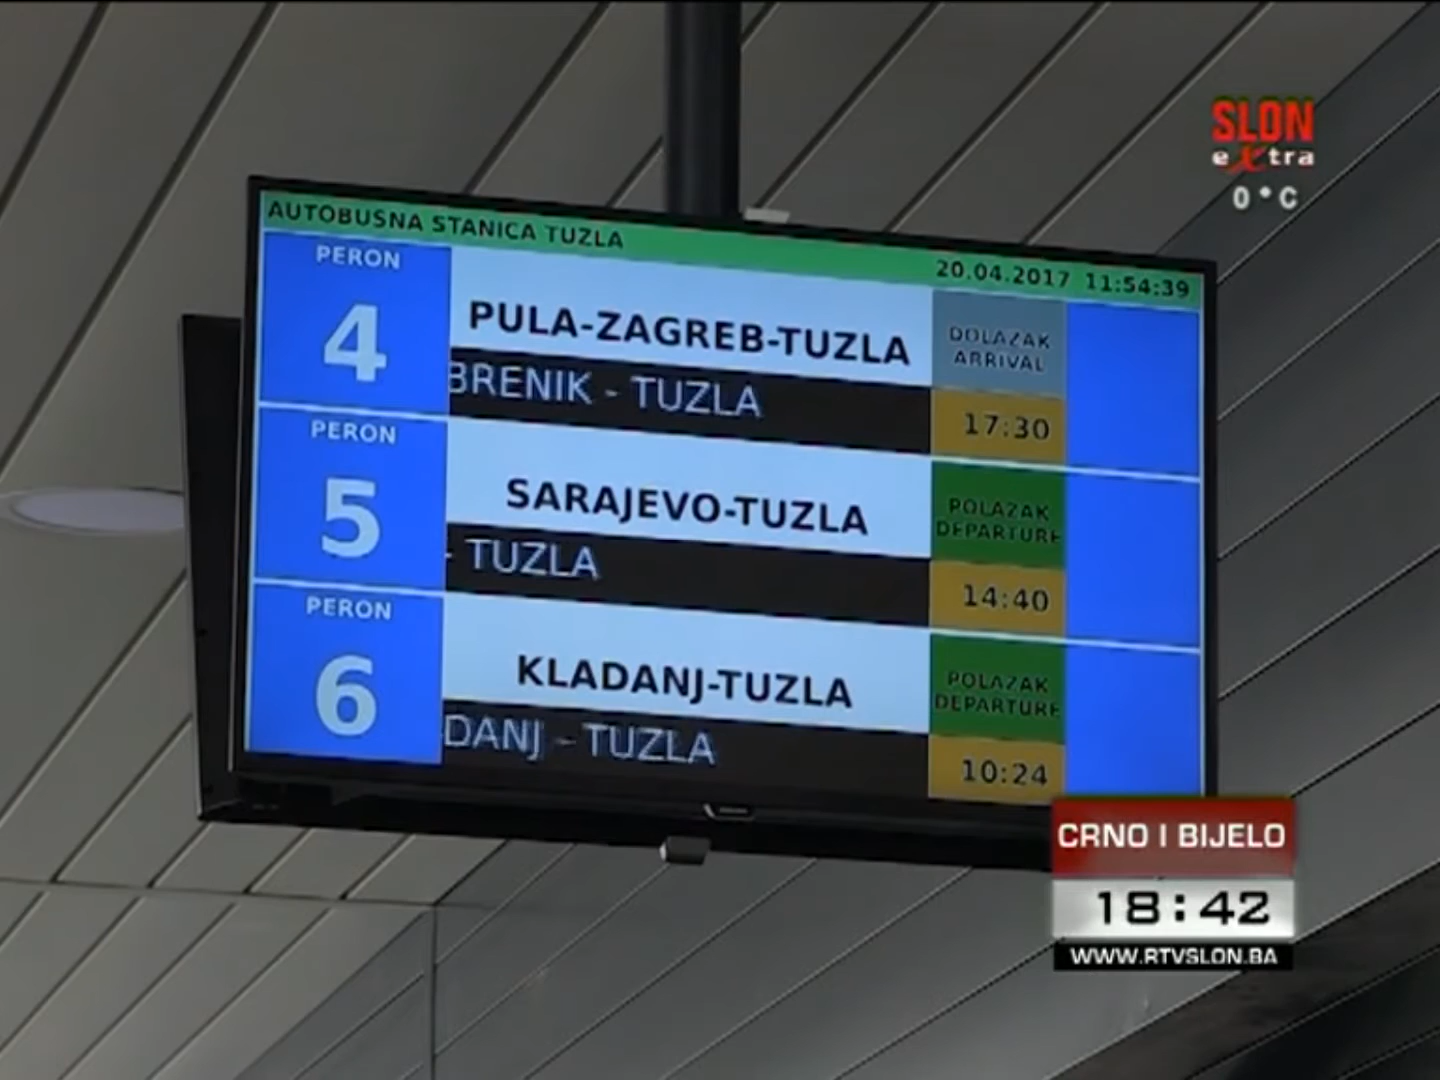 SLON
extra
0°C
AUTOBUSNA STANICA TUZLA
20.04.2017 11:54:39
PERON
4
PULA-ZAGREB-TUZLA
BRENIK - TUZLA
DOLAZAK
ARRIVAL
17:30
PERON
5
SARAJEVO-TUZLA
- TUZLA
POLAZAK
DEPARTURE
14:40
PERON
6
KLADANJ-TUZLA
DANJ - TUZLA
POLAZAK
DEPARTURE
10:24
CRNO I BIJELO
18:42
WWW.RTVSLON.BA